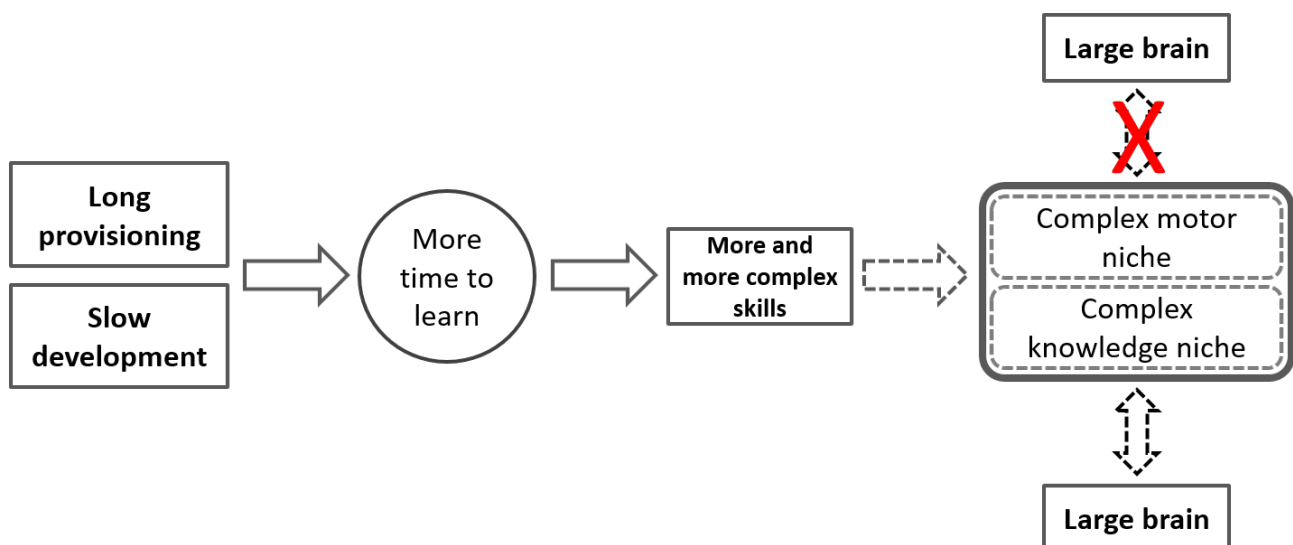 Large brain
Long
provisioning
Slow
development
More
time to
learn
More and
more complex
skills
Complex motor
niche
Complex
knowledge niche
Large brain